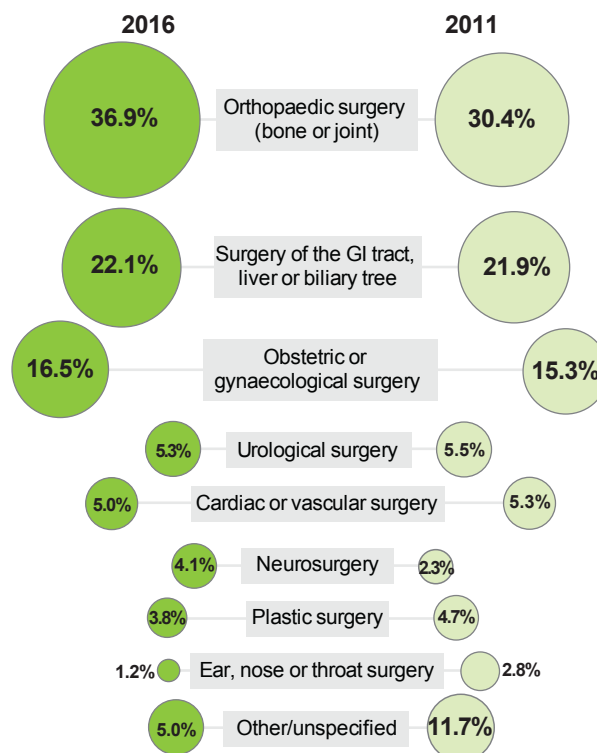 2016 2011
36.9% Orthopaedic surgery 30.4%
(bone or joint)
22.1% Surgery of the GI tract, 21.9%
liver or biliary tree
16.5% Obstetric or 15.3%
gynaecological surgery
5.3% Urological surgery 5.5%
5.0% Cardiac or vascular surgery 5.3%
4.1% Neurosurgery 2.3%
3.8% Plastic surgery 4.7%
1.2% Ear, nose or throat surgery 2.8%
5.0% Other/unspecified 11.7%